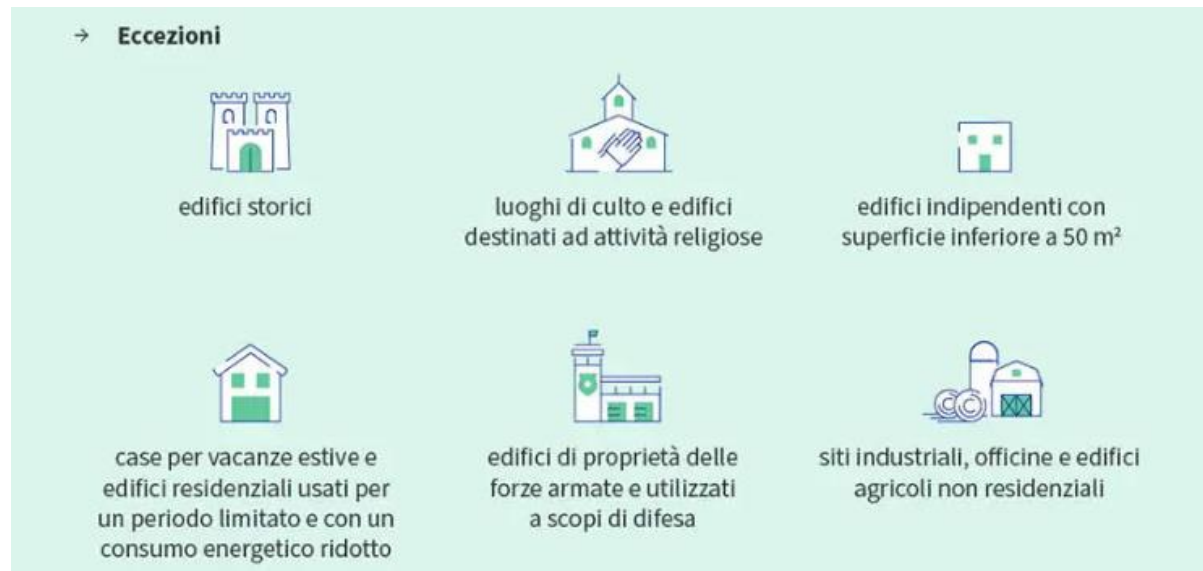 → Eccezioni
edifici storici
luoghi di culto e edifici
destinati ad attività religiose
edifici indipendenti con
superficie inferiore a 50 m²
case per vacanze estive e
edifici residenziali usati per
un periodo limitato e con un
consumo energetico ridotto
edifici di proprietà delle
forze armate e utilizzati
a scopi di difesa
siti industriali, officine e edifici
agricoli non residenziali